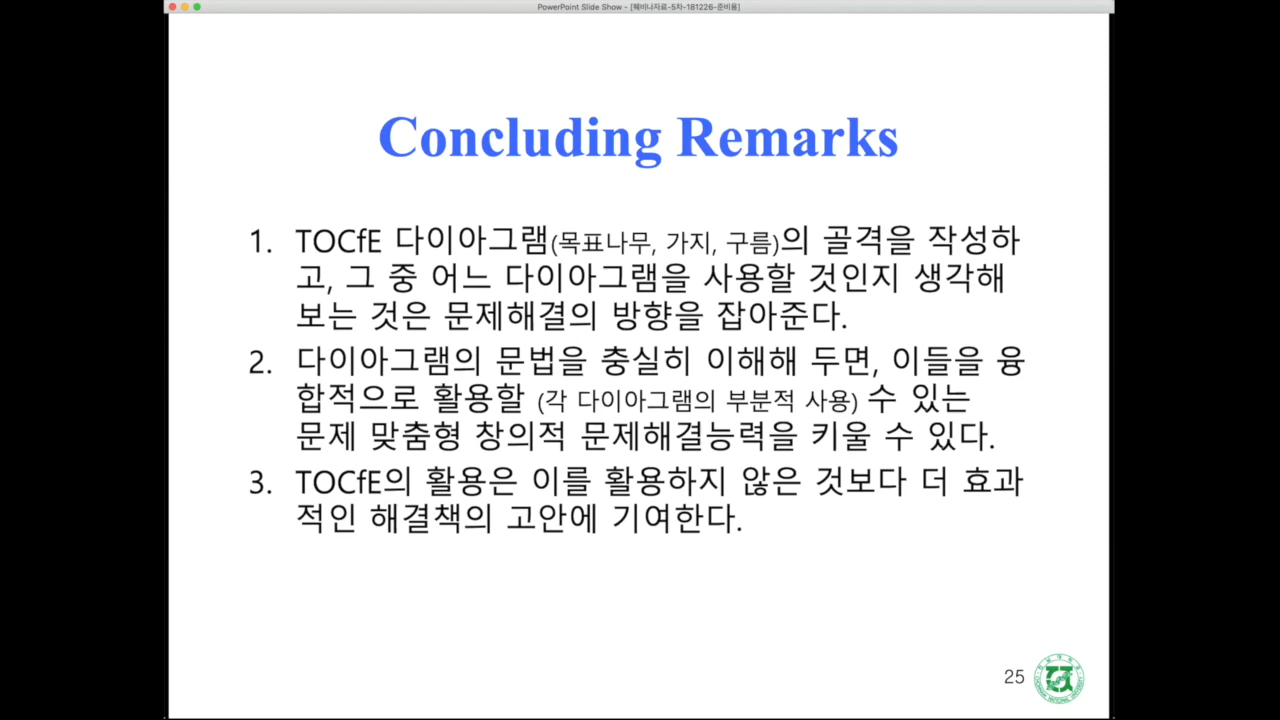 PowerPoint Slide Show - [웨비나자료-5차-181226-준비용]
Concluding Remarks
1. TOCfE 다이아그램(목표나무, 가지, 구름)의 골격을 작성하
고, 그 중 어느 다이아그램을 사용할 것인지 생각해
보는 것은 문제해결의 방향을 잡아준다.
2. 다이아그램의 문법을 충실히 이해해 두면, 이들을 융
합적으로 활용할 (각 다이아그램의 부분적 사용) 수 있는
문제 맞춤형 창의적 문제해결능력을 키울 수 있다.
3. TOCfE의 활용은 이를 활용하지 않은 것보다 더 효과
적인 해결책의 고안에 기여한다.
25